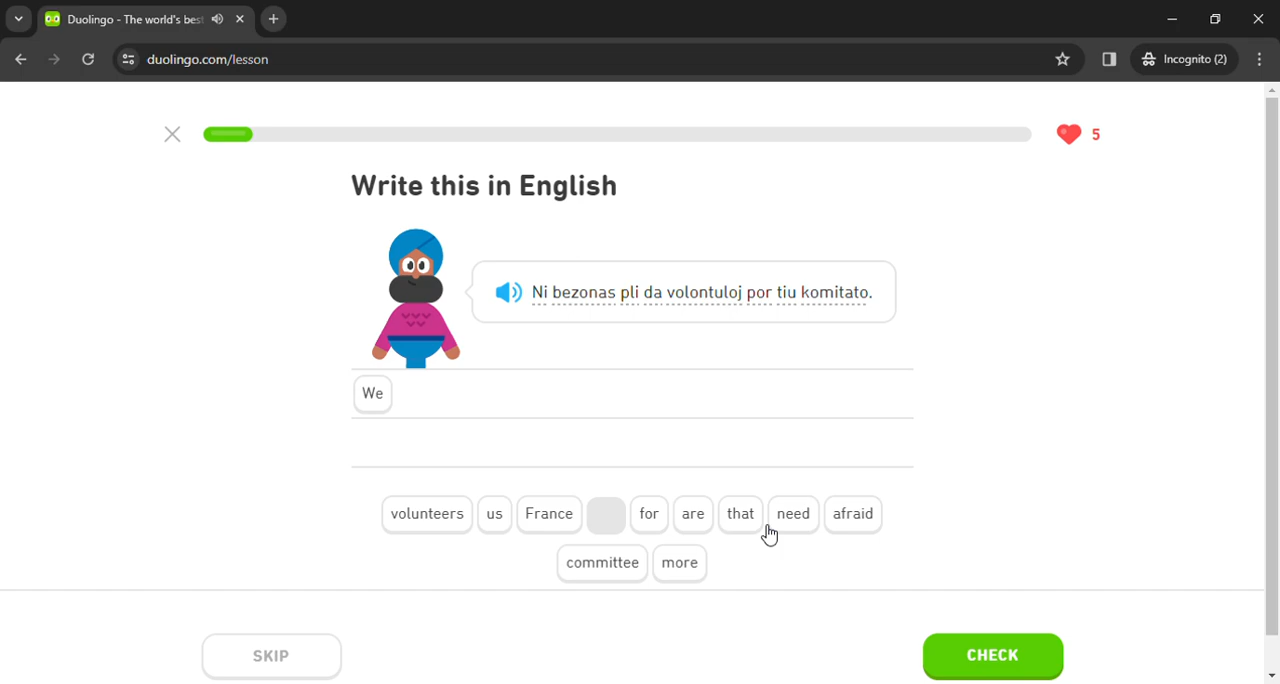 Duolingo - The world's best
duolingo.com/lesson
Incognito (2)
5
Write this in English
Ni bezonas pli da volontuloj por tiu komitato.
We
volunteers us France for are that need afraid
committee more
SKIP CHECK